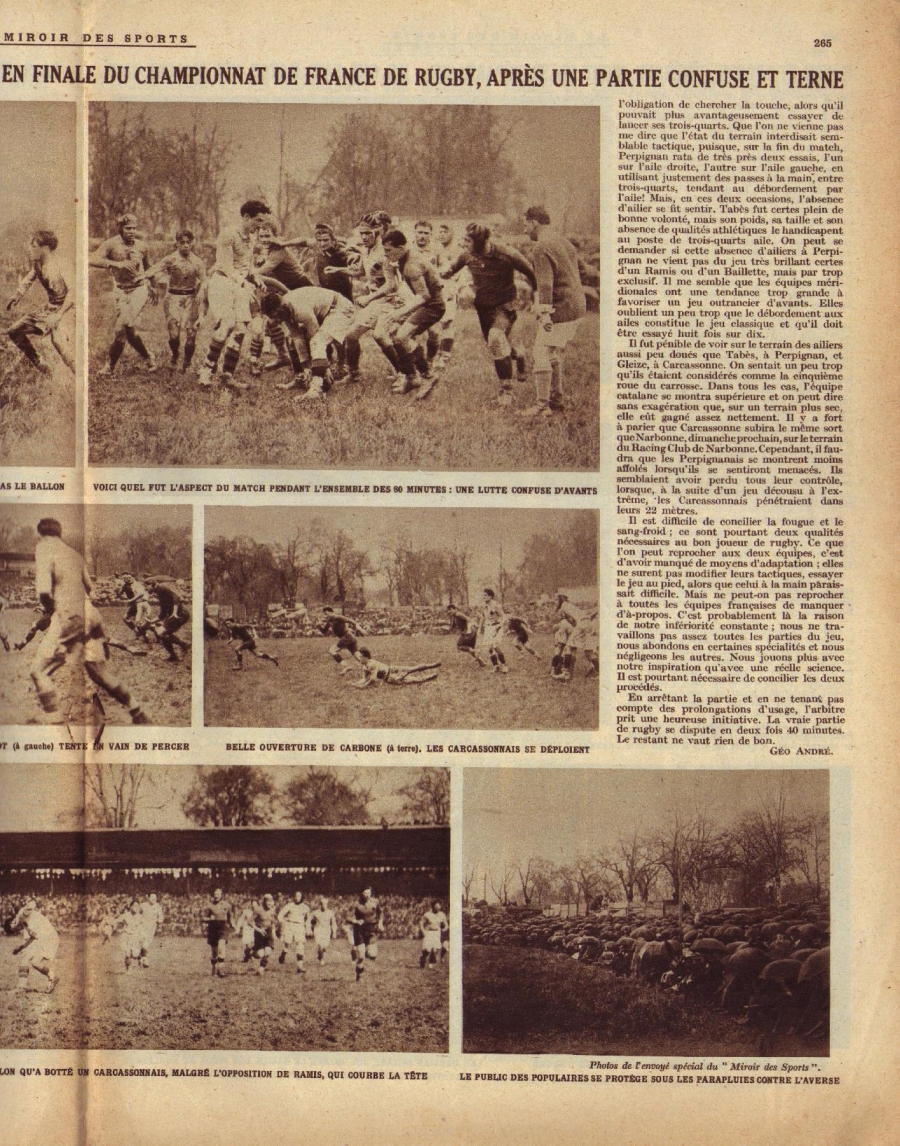 MIROIR DES SPORTS
265
EN FINALE DU CHAMPIONNAT DE FRANCE DE RUGBY, APRÈS UNE PARTIE CONFUSE ET TERNE
l'obligation de chercher la touche, alors qu'il
pouvait plus avantageusement essayer de
lancer ses trois-quarts. Que l'on ne vienne pas
me dire que l'état du terrain interdisait sem-
blable tactique, puisque, sur la fin du match,
Perpignan rata de très près deux essais, l'un
sur l'aile droite, l'autre sur l'aile gauche, en
utilisant justement des passes à la main, entre
trois-quarts, tendant au débordement par
l'aile! Mais, en ces deux occasions, l'absence
d'ailier se fit sentir. Tabès fut certes plein de
bonne volonté, mais son poids, sa taille et son
absence de qualités athlétiques le handicapent
au poste de trois-quarts aile. On peut se
demander si cette absence d'ailiers à Perpi-
gnan ne vient pas du jeu très brillant certes
d'un Ramis ou d'un Baillette, mais par trop
exclusif. Il me semble que les équipes méri-
dionales ont une tendance trop grande à
favoriser un jeu outrancier d'avants. Elles
oublient un peu trop que le débordement aux
ailes constitue le jeu classique et qu'il doit
être essayé huit fois sur dix.
Il fut pénible de voir sur le terrain des ailiers
aussi peu doués que Tabès, à Perpignan, et
Gleize, à Carcassonne. On sentait un peu trop
qu'ils étaient considérés comme la cinquième
roue du carrosse. Dans tous les cas, l'équipe
catalane se montra supérieure et on peut dire
sans exagération que, sur un terrain plus sec,
elle eût gagné assez nettement. Il y a fort
à parier que Carcassonne subira le même sort
que Narbonne, dimanche prochain, sur le terrain
du Racing Club de Narbonne. Cependant, il fau-
dra que les Perpignanais se montrent moins
affolés lorsqu'ils se sentiront menacés. Ils
semblaient avoir perdu tous leur contrôle,
lorsque, à la suite d'un jeu décousu à l'ex-
trême, les Carcassonnais pénétraient dans
leurs 22 mètres.
Il est difficile de concilier la fougue et le
sang-froid ; ce sont pourtant deux qualités
nécessaires au bon joueur de rugby. Ce que
l'on peut reprocher aux deux équipes, c'est
d'avoir manqué de moyens d'adaptation ; elles
ne surent pas modifier leurs tactiques, essayer
le jeu au pied, alors que celui à la main parais-
sait difficile. Mais ne peut-on pas reprocher
à toutes les équipes françaises de manquer
d'à-propos. C'est probablement là la raison
de notre infériorité constante ; nous ne tra-
vaillons pas assez toutes les parties du jeu,
nous abondons en certaines spécialités et nous
négligeons les autres. Nous jouons plus avec
notre inspiration qu'avec une réelle science.
Il est pourtant nécessaire de concilier les deux
procédés.
En arrêtant la partie et en ne tenant pas
compte des prolongations d'usage, l'arbitre
prit une heureuse initiative. La vraie partie
de rugby se dispute en deux fois 40 minutes.
Le restant ne vaut rien de bon.
GÉO ANDRÉ.
AS LE BALLON
VOICI QUEL FUT L'ASPECT DU MATCH PENDANT L'ENSEMBLE DES 80 MINUTES : UNE LUTTE CONFUSE D'AVANTS
OT (à gauche) TENTE EN VAIN DE PERCER
BELLE OUVERTURE DE CARBONE (à terre). LES CARCASSONNAIS SE DÉPLOIENT
LON QU'A BOTTÉ UN CARCASSONNAIS, MALGRÉ L'OPPOSITION DE RAMIS, QUI COURBE LA TÊTE
Photos de l'envoyé spécial du "Miroir des Sports".
LE PUBLIC DES POPULAIRES SE PROTÈGE SOUS LES PARAPLUIES CONTRE L'AVERSE